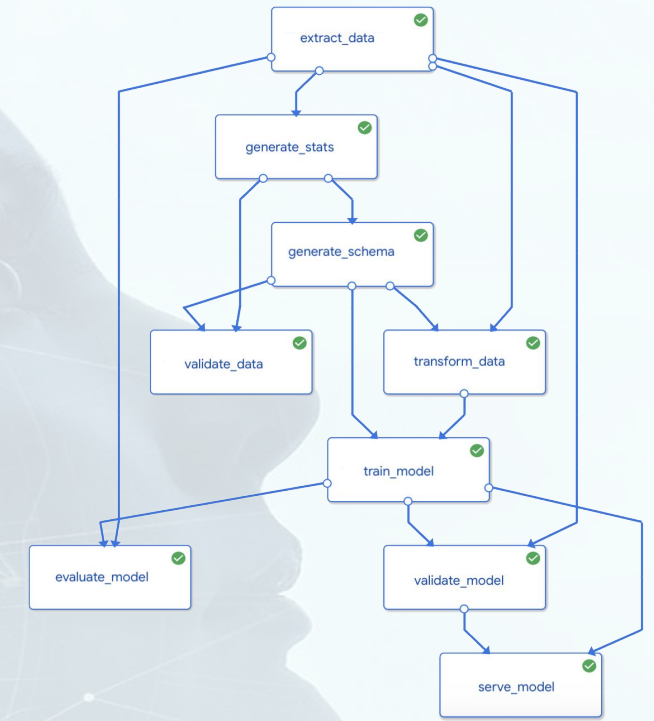 extract_data
generate_stats
generate_schema
validate_data
transform_data
train_model
evaluate_model
validate_model
serve_model